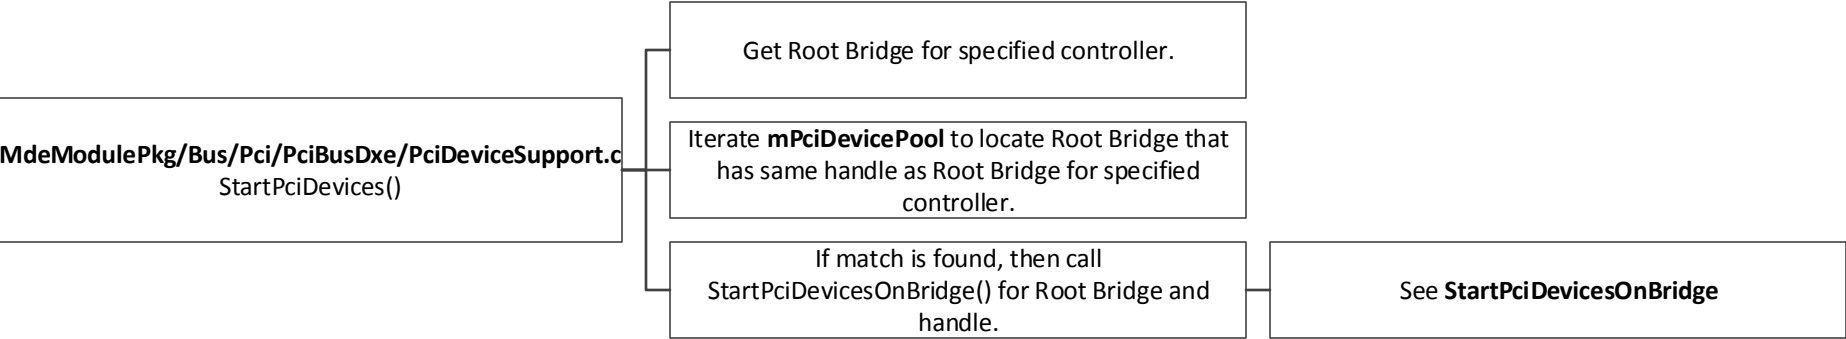 Get Root Bridge for specified controller.
MdeModulePkg/Bus/Pci/PciBusDxe/PciDeviceSupport.c
StartPciDevices()
Iterate mPciDevicePool to locate Root Bridge that
has same handle as Root Bridge for specified
controller.
If match is found, then call
StartPciDevicesOnBridge() for Root Bridge and
handle.
See StartPciDevicesOnBridge